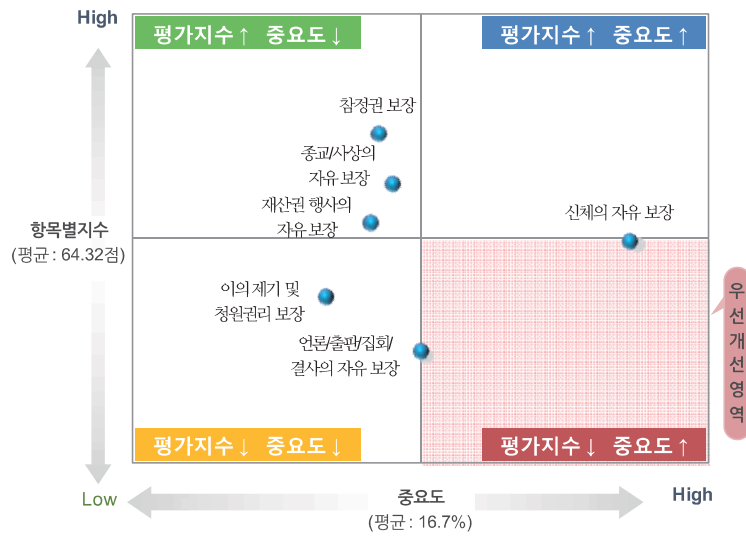 High
평가지수↑ 중요도↓
평가지수↑ 중요도↑
참정권 보장
종교/사상의
자유 보장
재산권 행사의
자유 보장
신체의 자유 보장
항목별지수
(평균 : 64.32점)
이의 제기 및
청원권리 보장
언론/출판/집회/
결사의 자유 보장
우
선
개
선
영
역
평가지수↓ 중요도↓
평가지수↓ 중요도↑
Low
중요도
(평균 : 16.7%)
High